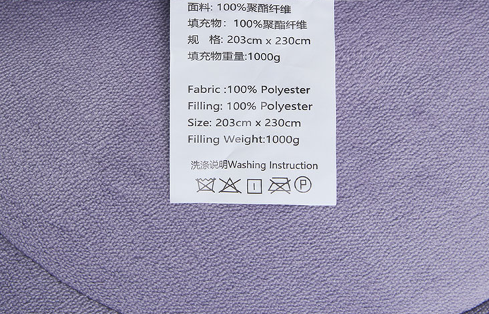 面料: 100%聚酯纤维
填充物: 100%聚酯纤维
规 格: 203cm x 230cm
填充物重量:1000g
Fabric :100% Polyester
Filling: 100% Polyester
Size: 203cm x 230cm
Filling Weight:1000g
洗涤说明Washing Instruction
P